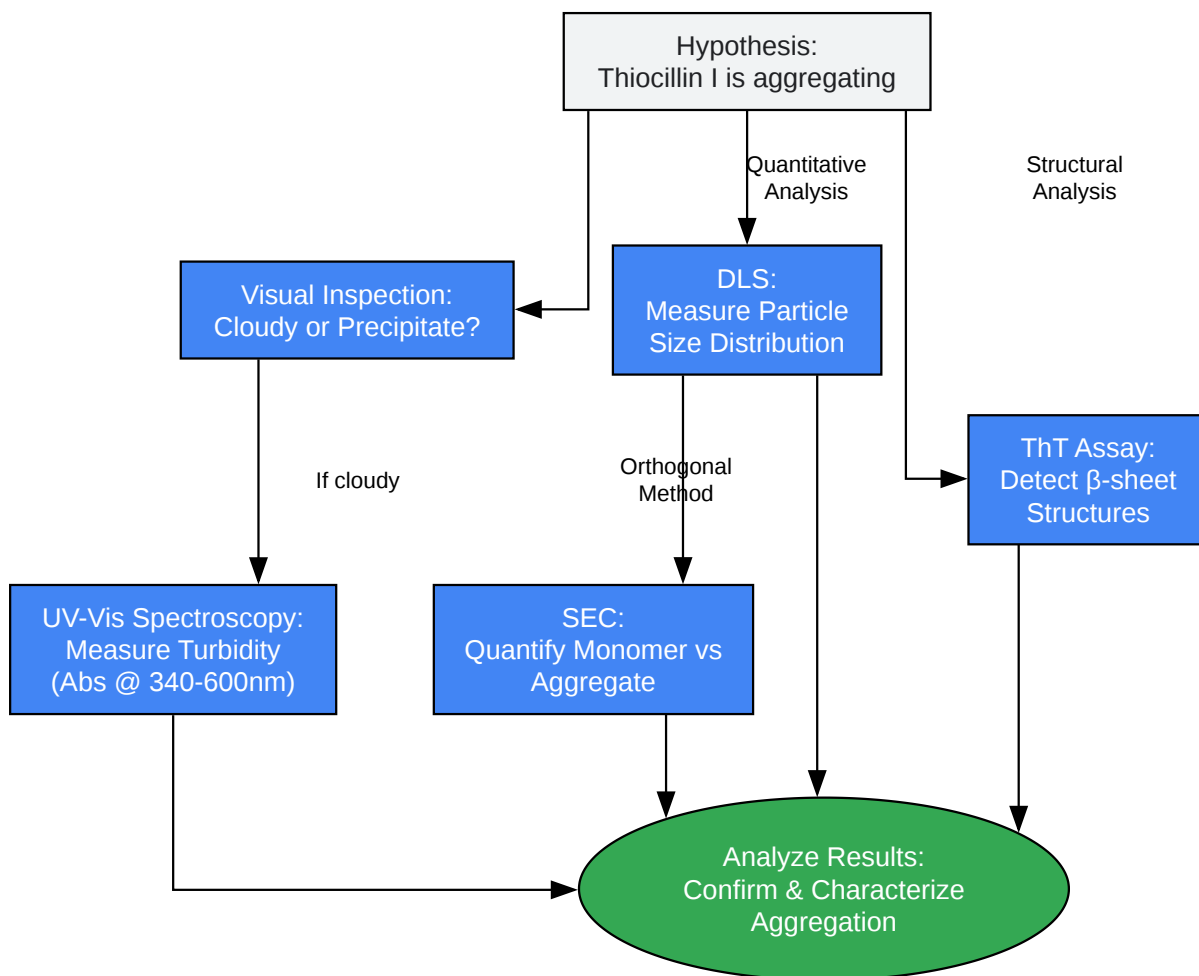 Hypothesis:
Thiocillin I is aggregating
Quantitative
Analysis
Structural
Analysis
Visual Inspection:
Cloudy or Precipitate?
DLS:
Measure Particle
Size Distribution
If cloudy
Orthogonal
Method
ThT Assay:
Detect β-sheet
Structures
UV-Vis Spectroscopy:
Measure Turbidity
(Abs @ 340-600nm)
SEC:
Quantify Monomer vs
Aggregate
Analyze Results:
Confirm & Characterize
Aggregation